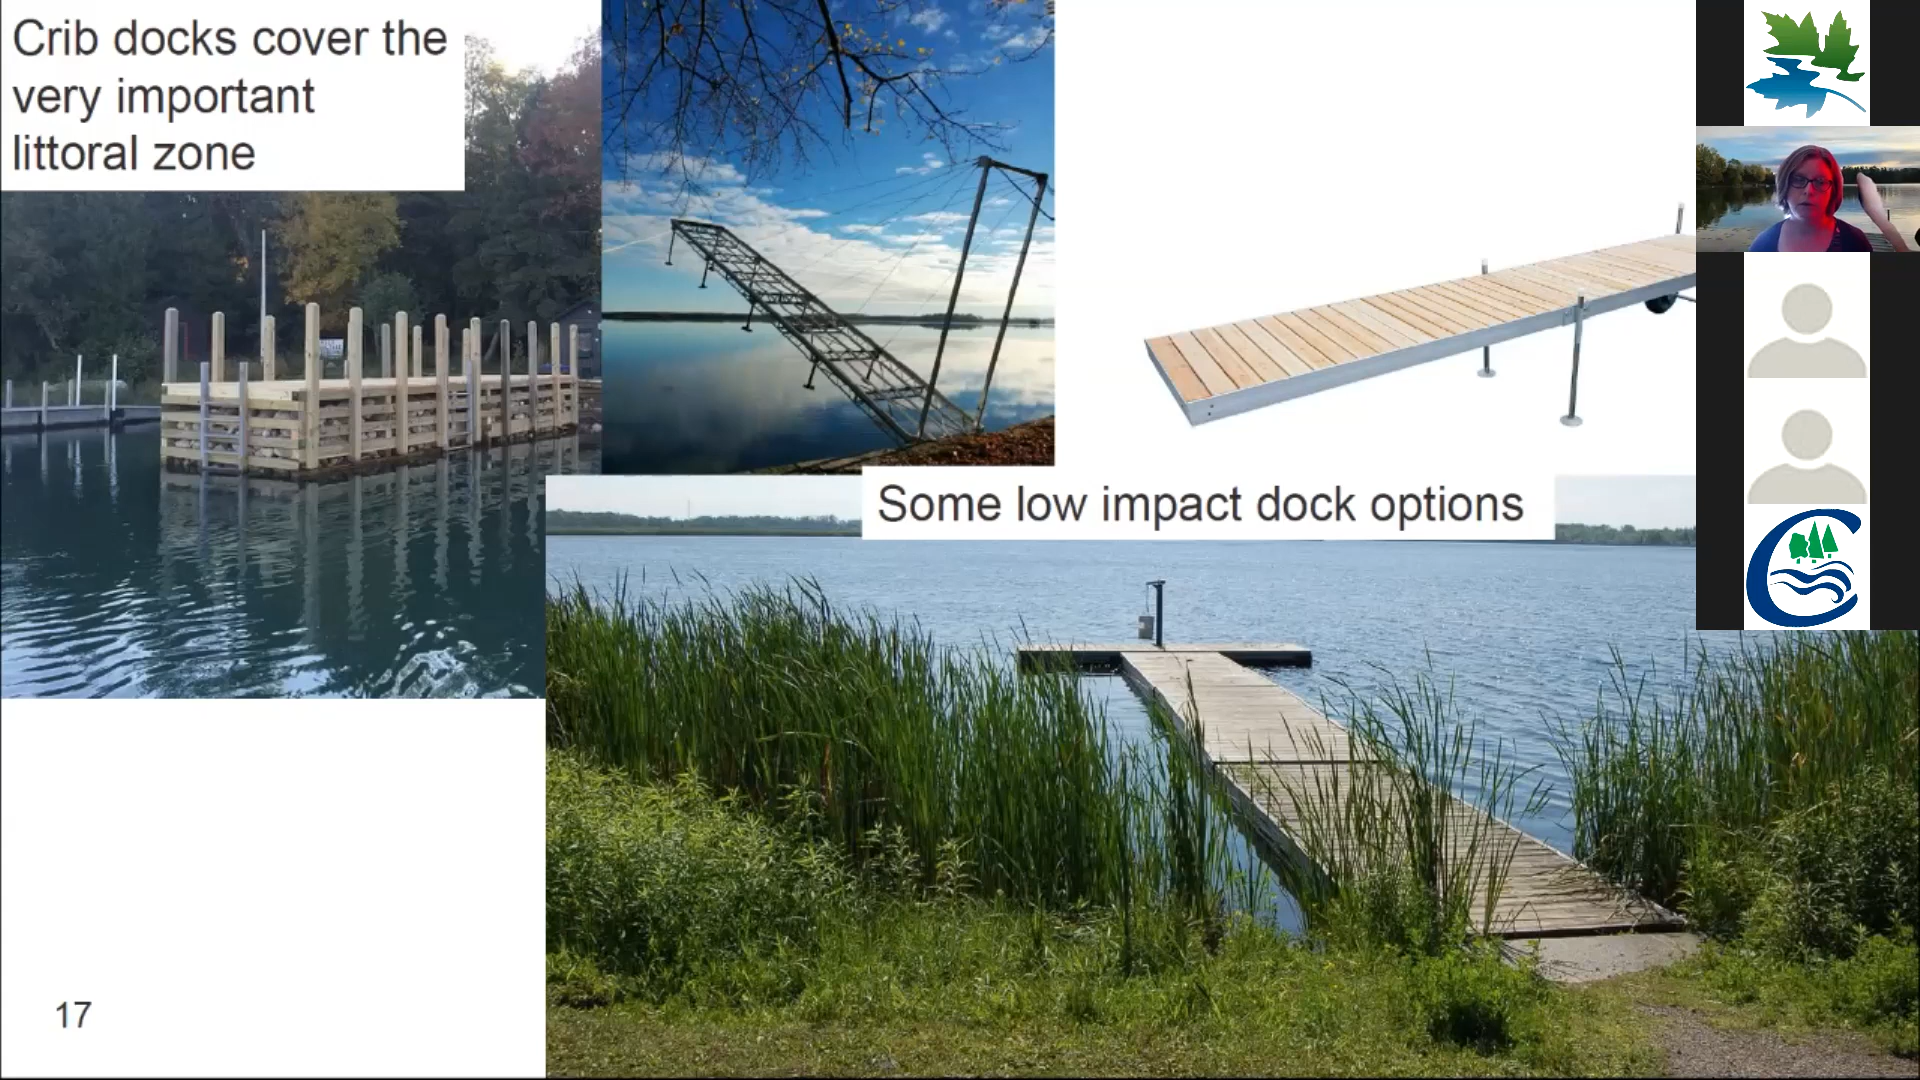 Crib docks cover the
very important
littoral zone
Some low impact dock options
17